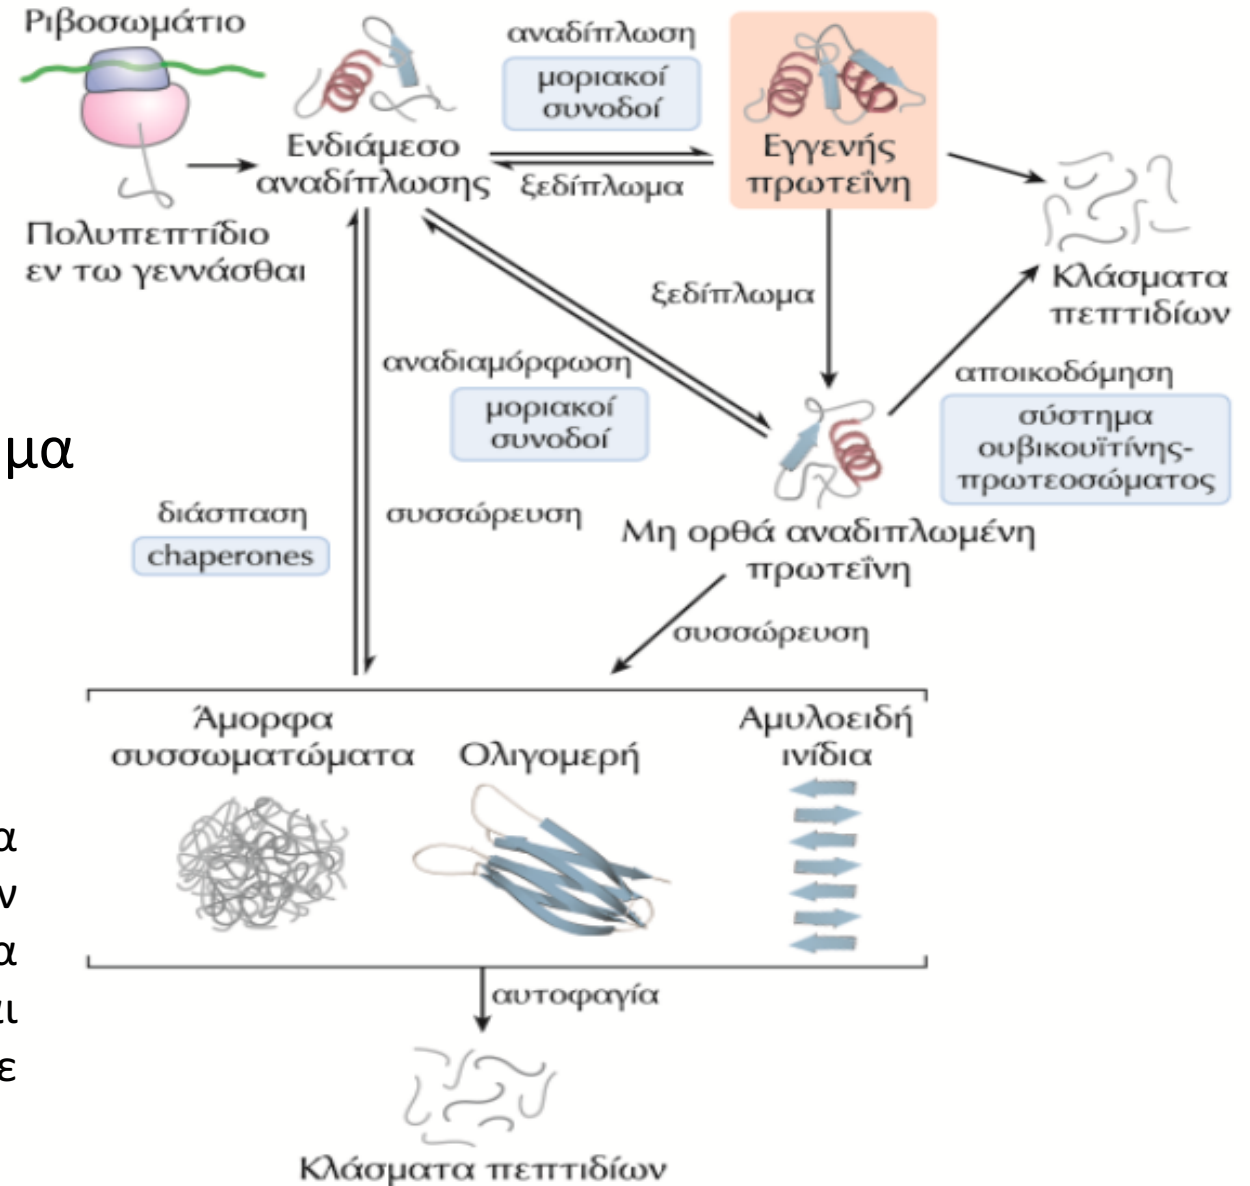 Ριβοσωμάτιο
Πολυπεπτίδιο
εν τω γεννάσθαι
Ενδιάμεσο
αναδίπλωσης
αναδίπλωση
μοριακοί
συνοδοί
ξεδίπλωμα
Εγγενής
πρωτεΐνη
Κλάσματα
πεπτιδίων
ξεδίπλωμα
αναδιαμόρφωση
μοριακοί
συνοδοί
αποικοδόμηση
σύστημα
ουβικουϊτίνης-
πρωτεοσώματος
μα
διάσπαση
chaperones
συσσώρευση
Μη ορθά αναδιπλωμένη
πρωτεΐνη
συσσώρευση
Άμορφα
συσσωματώματα
Ολιγομερή
Αμυλοειδή
ινίδια
α
ν
α
ι
ε
αυτοφαγία
Κλάσματα πεπτιδίων